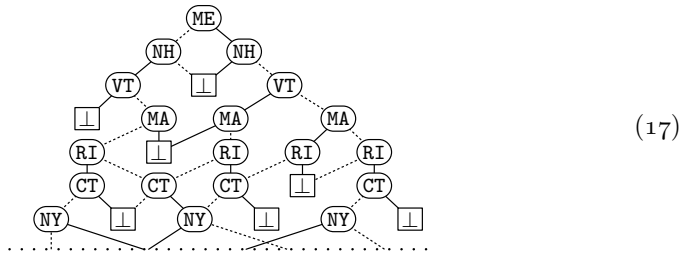 ME
NH NH
⊥
VT VT
⊥ MA MA MA
(17)
⊥
RI RI RI RI
⊥
CT CT CT CT
⊥ ⊥ ⊥
NY NY NY